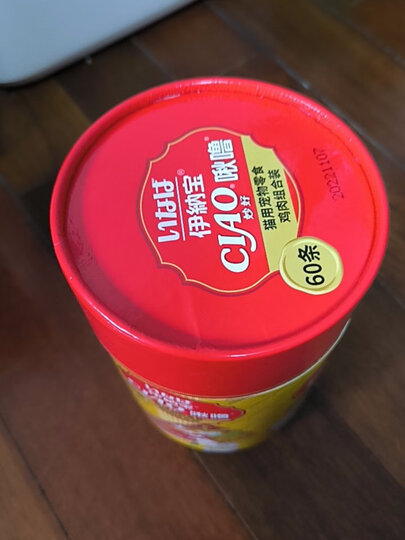 いなば®
伊納宝
CIAO®啾噜®
妙好
猫用宠物零食
鸡肉组合装
60条
20221107